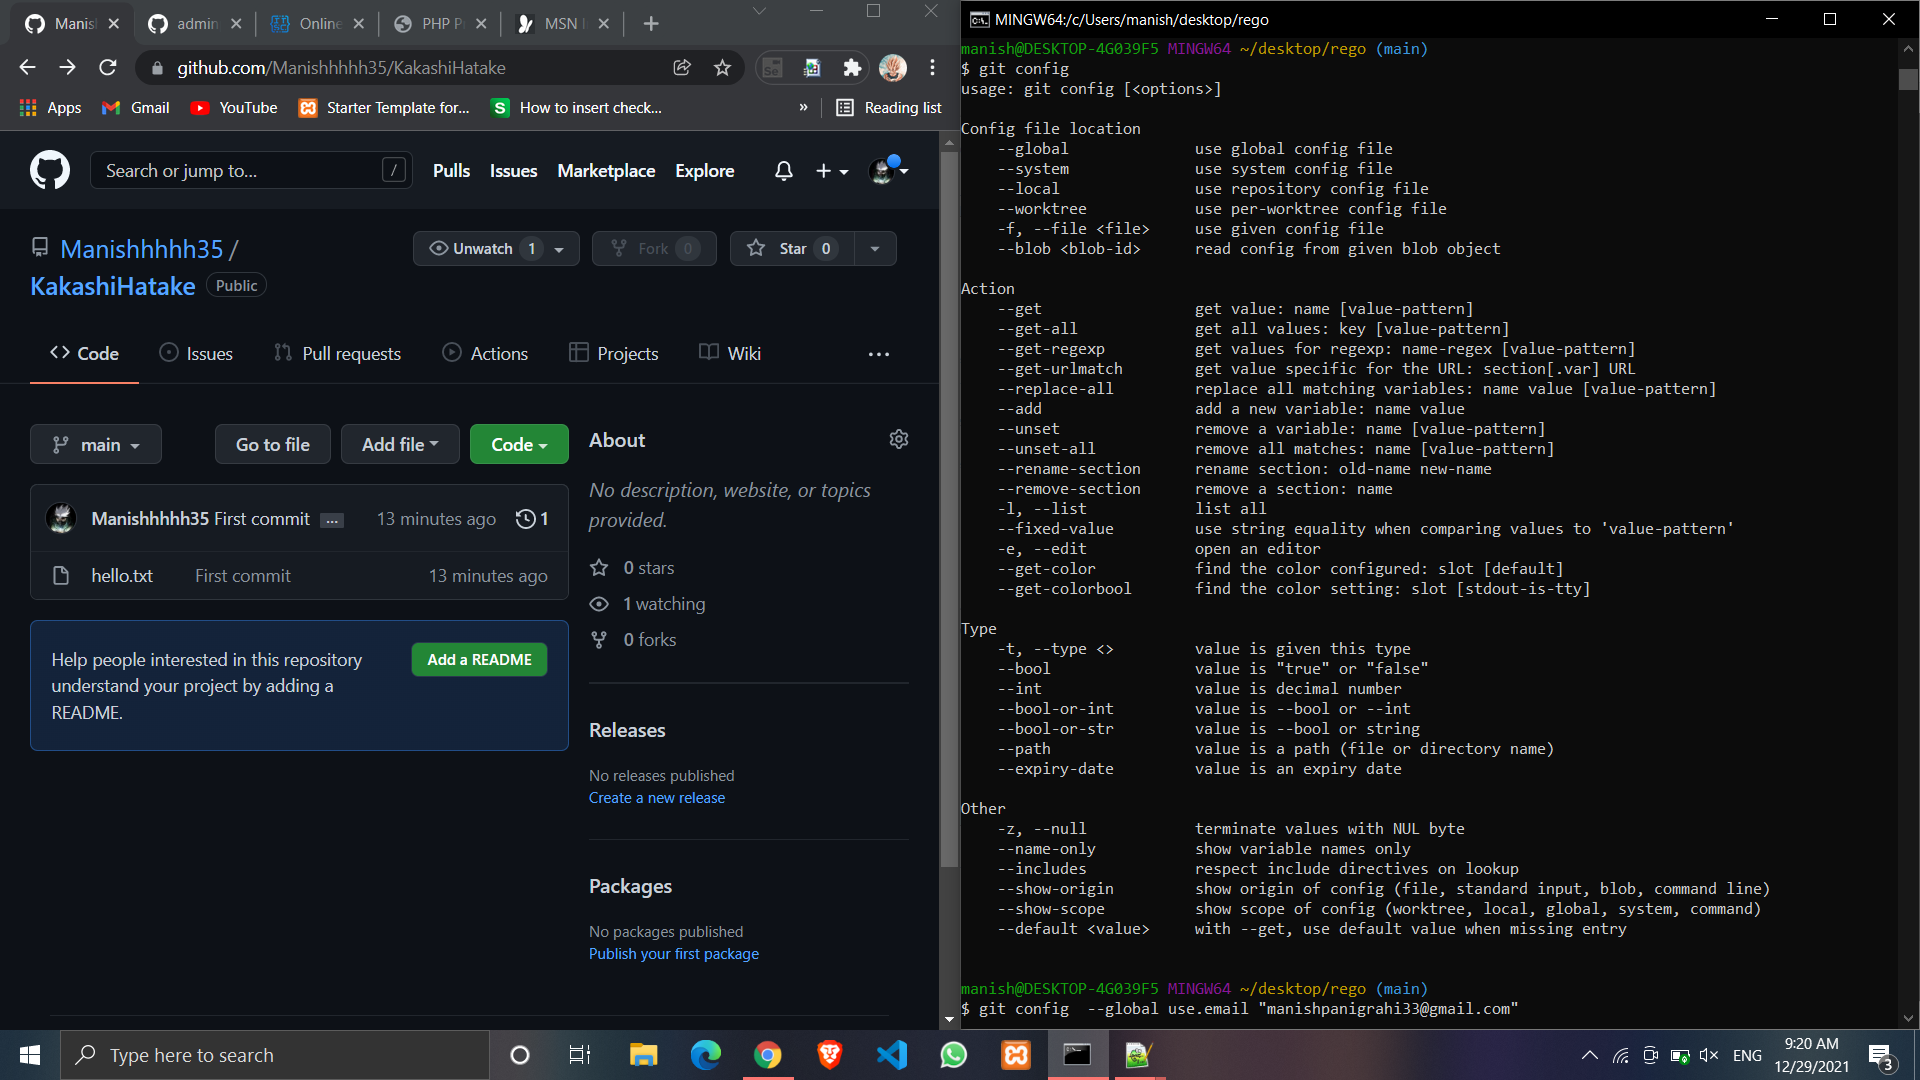 Manis
admin
Online
PHP P
MSN
github.com/Manishhhhh35/KakashiHatake
Apps
Gmail
YouTube
Starter Template for...
How to insert check...
»
Reading list
Search or jump to...
/
Pulls
Issues
Marketplace
Explore
Manishhhhh35 /
KakashiHatake
Public
Unwatch 1
Fork 0
Star 0
Code
Issues
Pull requests
Actions
Projects
Wiki
...
main
Go to file
Add file
Code
Manishhhhh35 First commit ...
13 minutes ago
1
hello.txt
First commit
13 minutes ago
Help people interested in this repository
understand your project by adding a
README.
Add a README
About
No description, website, or topics
provided.
0 stars
1 watching
0 forks
Releases
No releases published
Create a new release
Packages
No packages published
Publish your first package
MINGW64:/c/Users/manish/desktop/rego
manish@DESKTOP-4G039F5 MINGW64 ~/desktop/rego (main)
$ git config
usage: git config [<options>]
Config file location
--global use global config file
--system use system config file
--local use repository config file
--worktree use per-worktree config file
-f, --file <file> use given config file
--blob <blob-id> read config from given blob object
Action
--get get value: name [value-pattern]
--get-all get all values: key [value-pattern]
--get-regexp get values for regexp: name-regex [value-pattern]
--get-urlmatch get value specific for the URL: section[.var] URL
--replace-all replace all matching variables: name value [value-pattern]
--add add a new variable: name value
--unset remove a variable: name [value-pattern]
--unset-all remove all matches: name [value-pattern]
--rename-section rename section: old-name new-name
--remove-section remove a section: name
-l, --list list all
--fixed-value use string equality when comparing values to 'value-pattern'
-e, --edit open an editor
--get-color find the color configured: slot [default]
--get-colorbool find the color setting: slot [stdout-is-tty]
Type
-t, --type <> value is given this type
--bool value is "true" or "false"
--int value is decimal number
--bool-or-int value is --bool or --int
--bool-or-str value is --bool or string
--path value is a path (file or directory name)
--expiry-date value is an expiry date
Other
-z, --null terminate values with NUL byte
--name-only show variable names only
--includes respect include directives on lookup
--show-origin show origin of config (file, standard input, blob, command line)
--show-scope show scope of config (worktree, local, global, system, command)
--default <value> with --get, use default value when missing entry
manish@DESKTOP-4G039F5 MINGW64 ~/desktop/rego (main)
$ git config  --global use.email "manishpanigrahi33@gmail.com"
Type here to search
ENG
9:20 AM
12/29/2021
3